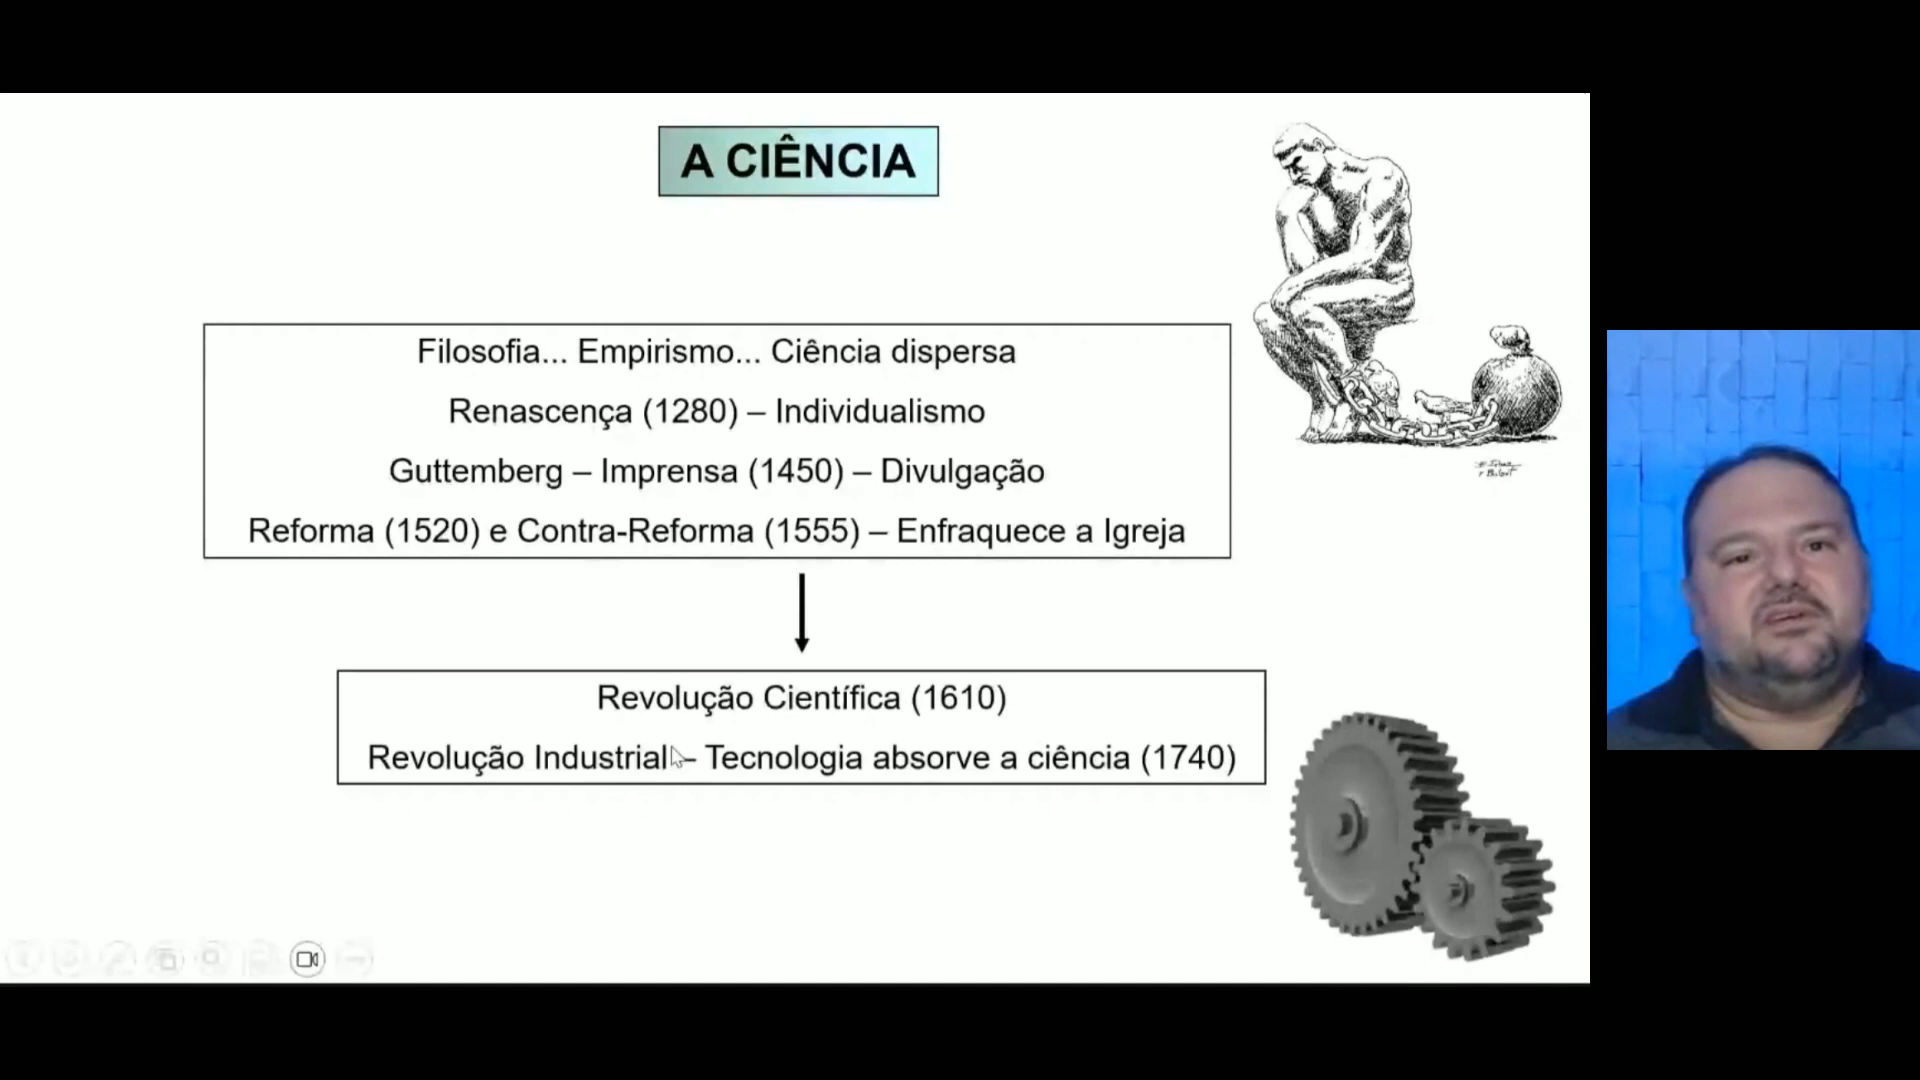 A CIÊNCIA
Filosofia... Empirismo... Ciência dispersa
Renascença (1280) – Individualismo
Guttemberg – Imprensa (1450) – Divulgação
Reforma (1520) e Contra-Reforma (1555) – Enfraquece a Igreja
Revolução Científica (1610)
Revolução Industrial – Tecnologia absorve a ciência (1740)